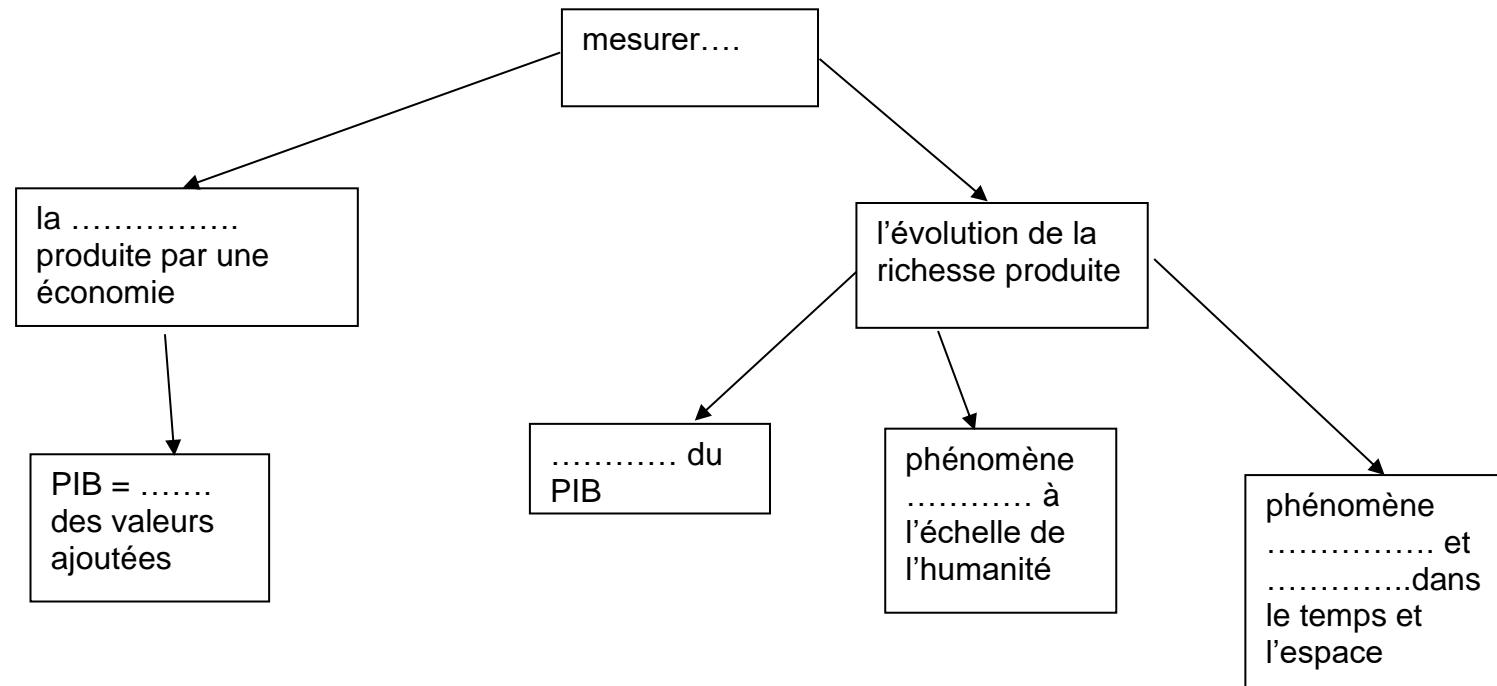 mesurer….
la …………….
produite par une
économie
l’évolution de la
richesse produite
PIB = …….
des valeurs
ajoutées
………… du
PIB
phénomène
………… à
l’échelle de
l’humanité
phénomène
……………. et
…………..dans
le temps et
l’espace